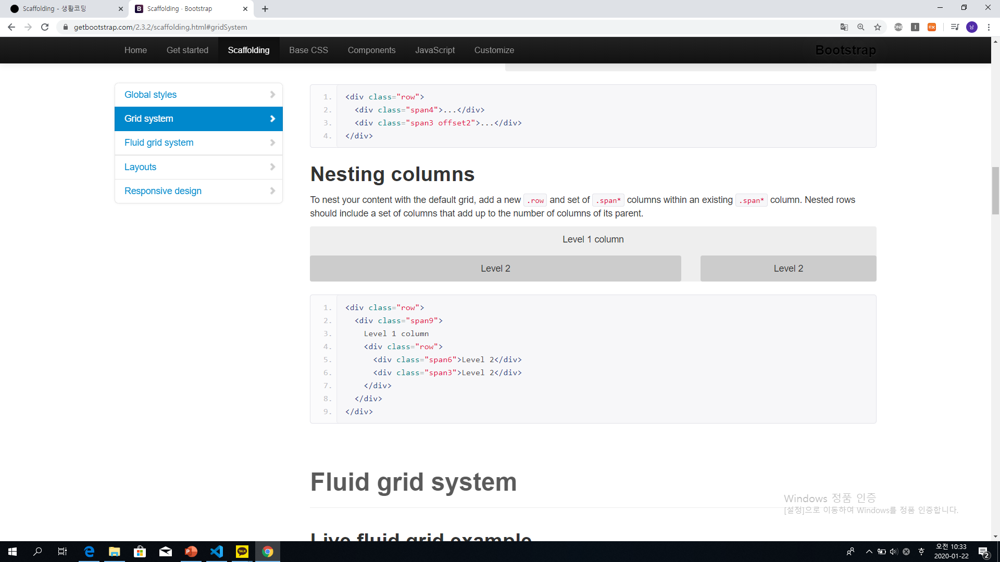 Scaffolding - 생활코딩
Scaffolding · Bootstrap
getbootstrap.com/2.3.2/scaffolding.html#gridSystem
ONE
I
남
Home
Get started
Scaffolding
Base CSS
Components
JavaScript
Customize
Bootstrap
Global styles
Grid system
Fluid grid system
Layouts
Responsive design
1. <div class="row">
2.   <div class="span4">...</div>
3.   <div class="span3 offset2">...</div>
4. </div>
Nesting columns
To nest your content with the default grid, add a new .row and set of .span* columns within an existing .span* column. Nested rows
should include a set of columns that add up to the number of columns of its parent.
Level 1 column
Level 2
Level 2
1. <div class="row">
2.   <div class="span9">
3.     Level 1 column
4.     <div class="row">
5.       <div class="span6">Level 2</div>
6.       <div class="span3">Level 2</div>
7.     </div>
8.   </div>
9. </div>
Fluid grid system
Windows 정품 인증
[설정]으로 이동하여 Windows를 정품 인증합니다.
Live fluid grid example
TALK
오전 10:33
2020-01-22
2